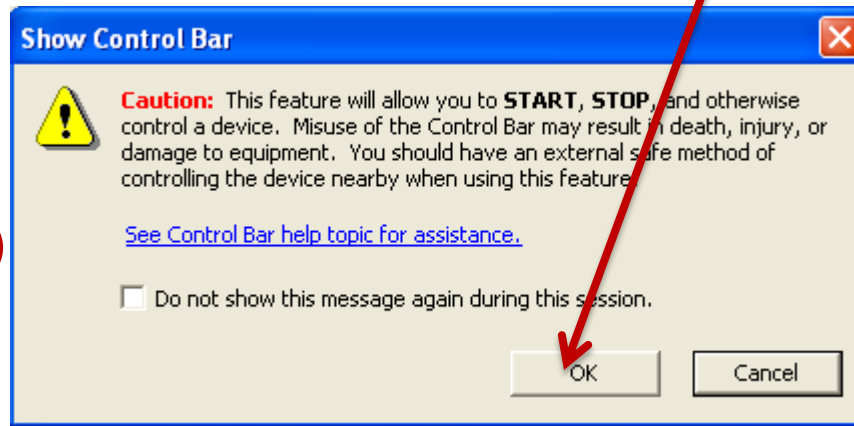 Show Control Bar
Caution: This feature will allow you to START, STOP, and otherwise
control a device. Misuse of the Control Bar may result in death, injury, or
damage to equipment. You should have an external safe method of
controlling the device nearby when using this feature.
See Control Bar help topic for assistance.
Do not show this message again during this session.
OK Cancel